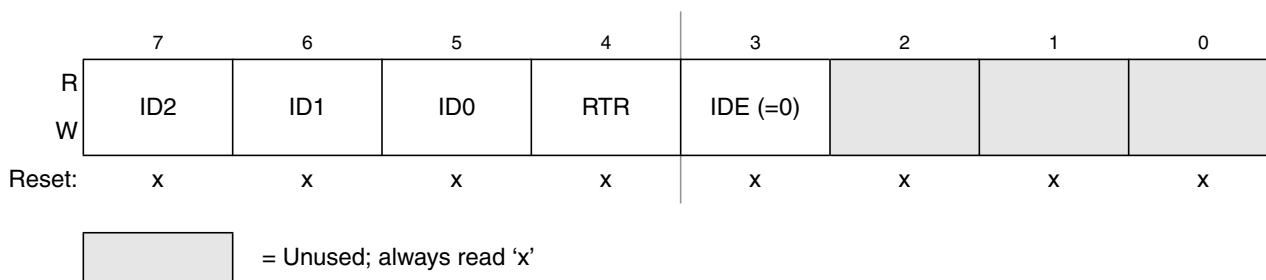 7 6 5 4 3 2 1 0
R
ID2 ID1 ID0 RTR IDE (=0)
W
Reset: x x x x x x x x
= Unused; always read ‘x’